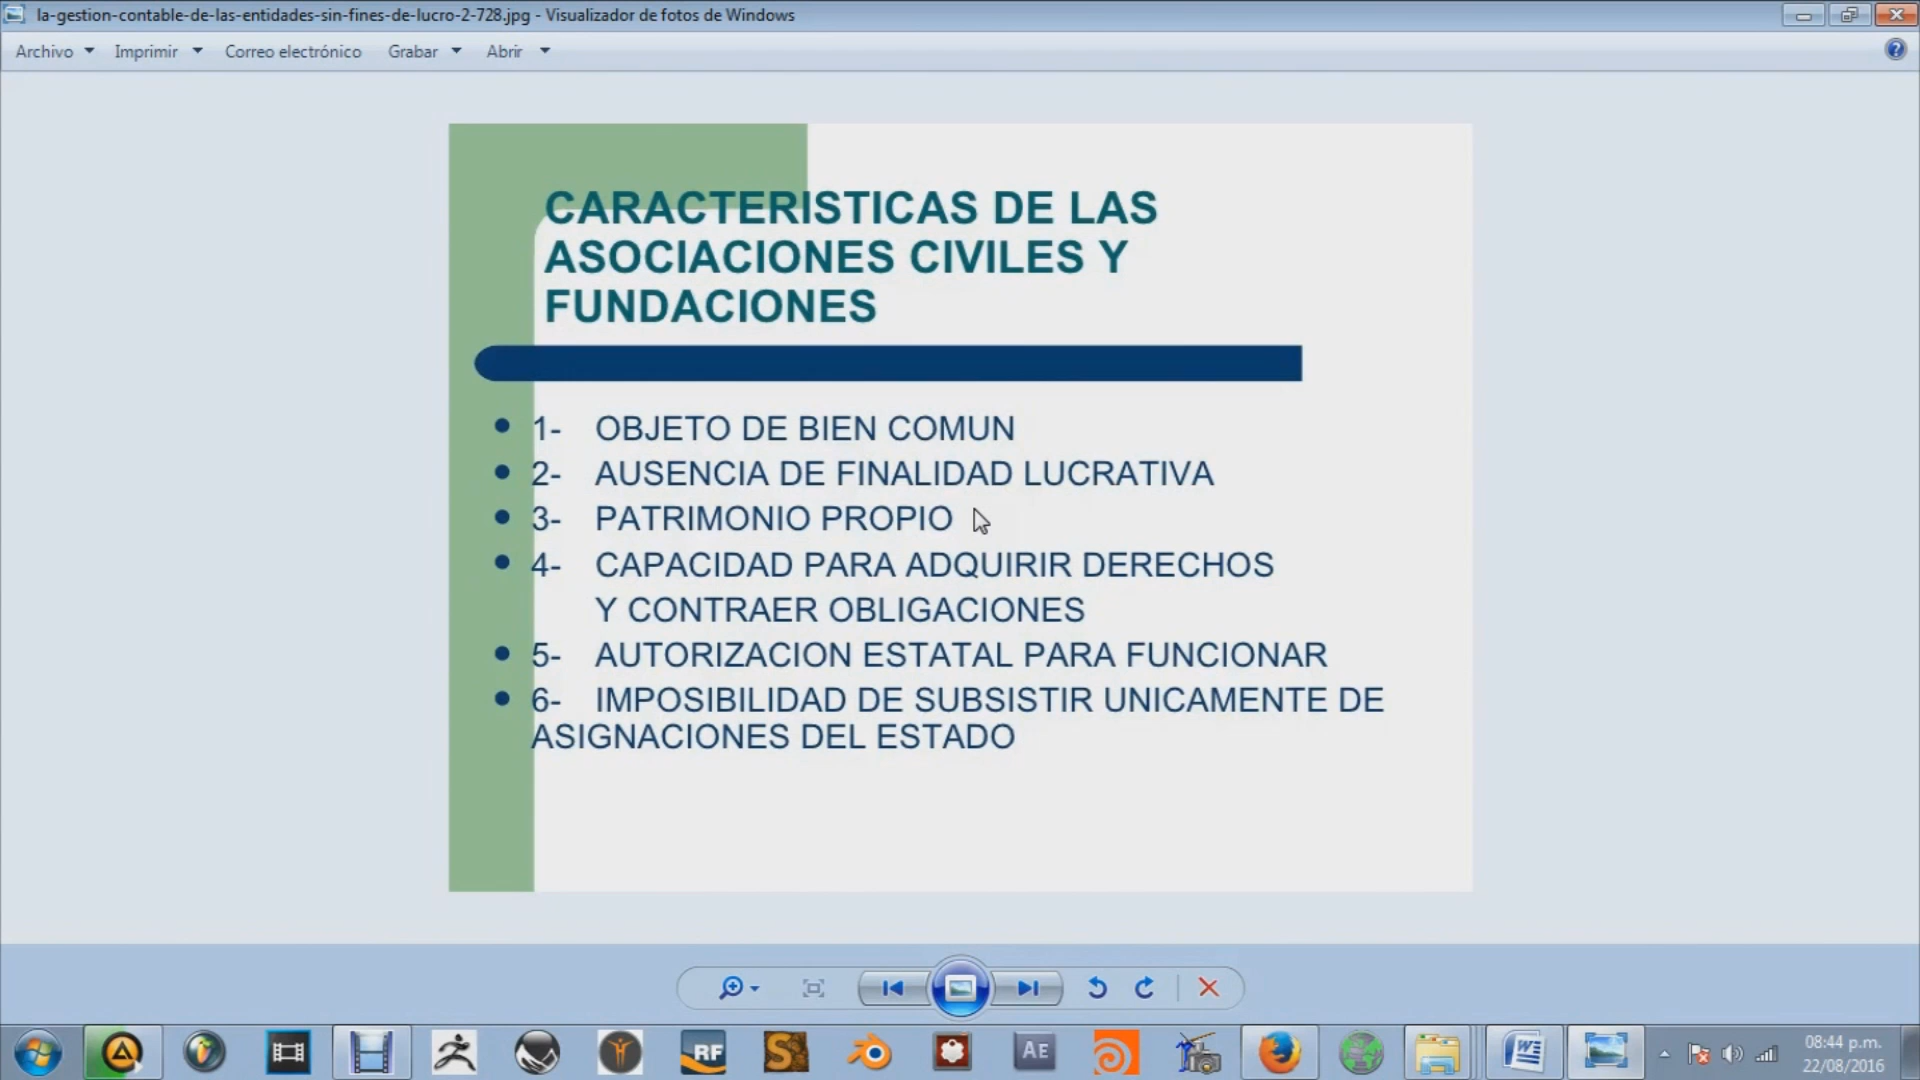 la-gestion-contable-de-las-entidades-sin-fines-de-lucro-2-728.jpg - Visualizador de fotos de Windows
Archivo Imprimir Correo electrónico Grabar Abrir
CARACTERISTICAS DE LAS
ASOCIACIONES CIVILES Y
FUNDACIONES
• 1- OBJETO DE BIEN COMUN
• 2- AUSENCIA DE FINALIDAD LUCRATIVA
• 3- PATRIMONIO PROPIO
• 4- CAPACIDAD PARA ADQUIRIR DERECHOS
Y CONTRAER OBLIGACIONES
• 5- AUTORIZACION ESTATAL PARA FUNCIONAR
• 6- IMPOSIBILIDAD DE SUBSISTIR UNICAMENTE DE
ASIGNACIONES DEL ESTADO
RF
AE
08:44 p.m.
22/08/2016